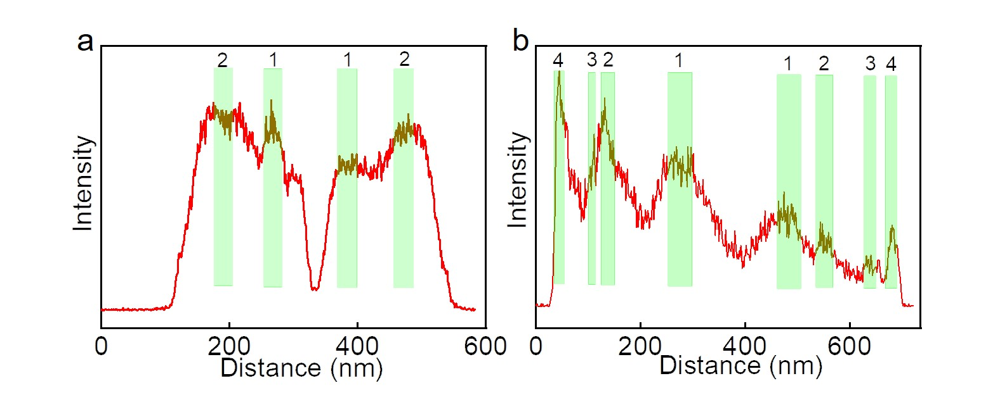 a
2 1 1 2
Intensity
0 200 400 600
Distance (nm)
b
4 3 2 1 1 2 3 4
Intensity
0 200 400 600
Distance (nm)